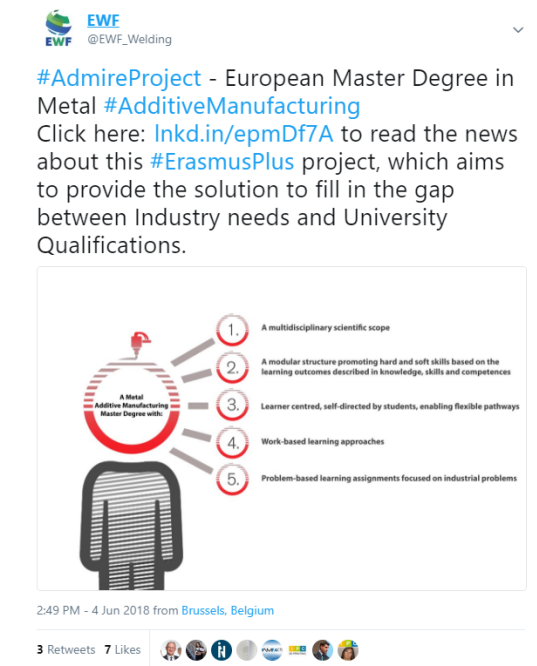 EWF
EWF
@EWF_Welding
#AdmireProject - European Master Degree in
Metal #AdditiveManufacturing
Click here: lnkd.in/epmDf7A to read the news
about this #ErasmusPlus project, which aims
to provide the solution to fill in the gap
between Industry needs and University
Qualifications.
A Metal
Additive Manufacturing
Master Degree with:
1. A multidisciplinary scientific scope
2. A modular structure promoting hard and soft skills based on the
learning outcomes described in knowledge, skills and competences
3. Learner centred, self-directed by students, enabling flexible pathways
4. Work-based learning approaches
5. Problem-based learning assignments focused on industrial problems
2:49 PM - 4 Jun 2018 from Brussels, Belgium
3 Retweets 7 Likes